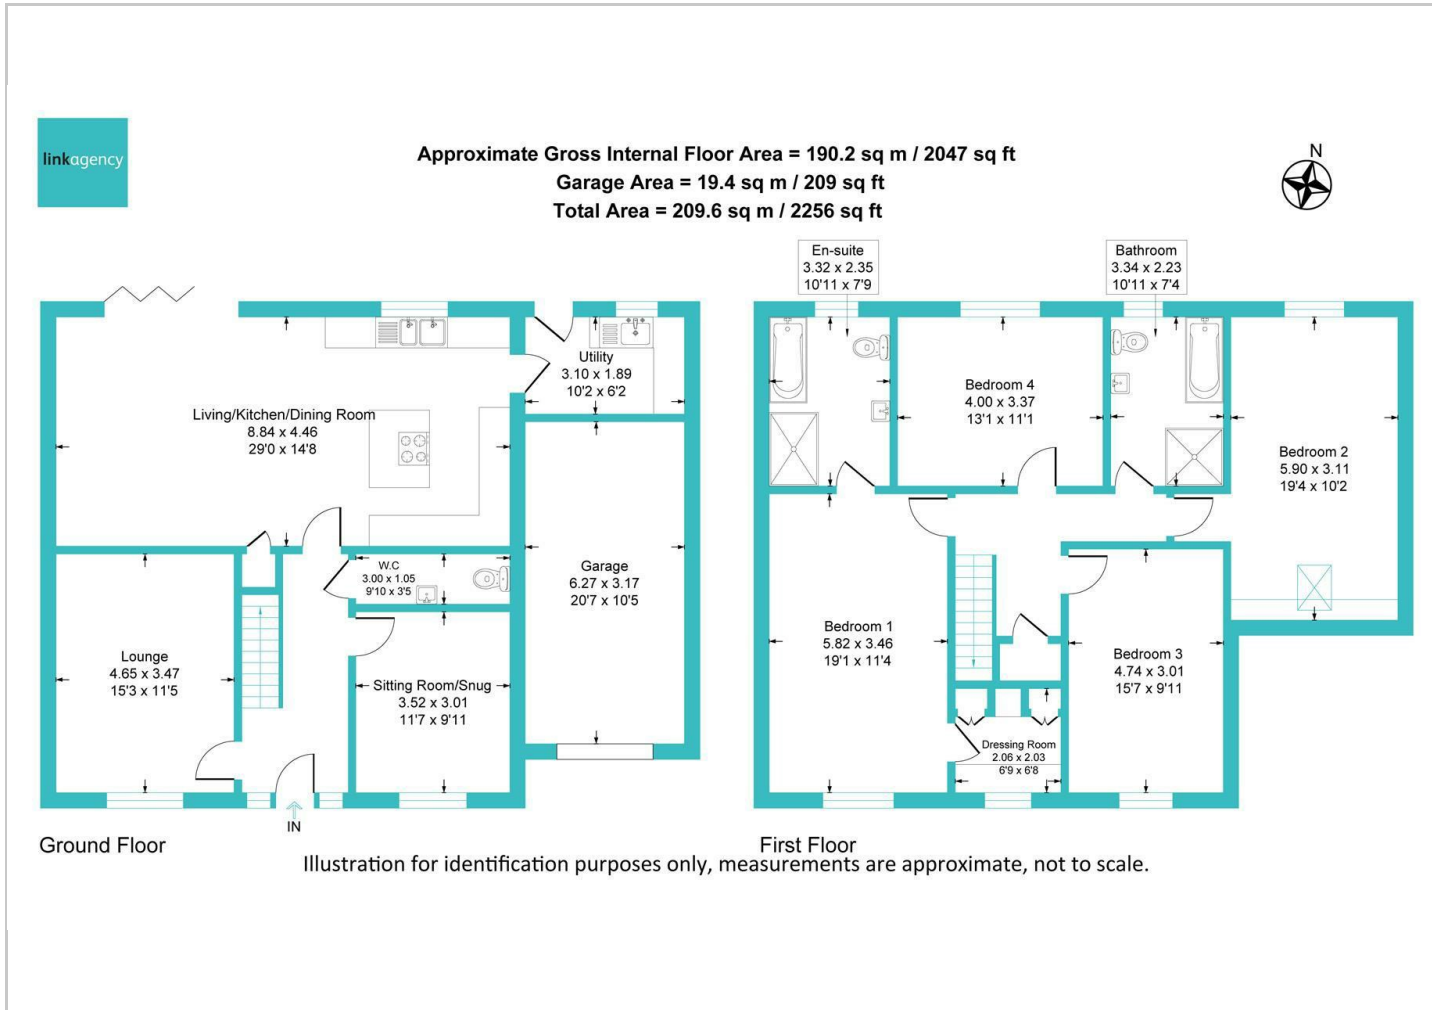 linkagency
Approximate Gross Internal Floor Area = 190.2 sq m / 2047 sq ft
Garage Area = 19.4 sq m / 209 sq ft
Total Area = 209.6 sq m / 2256 sq ft
N
Utility
3.10 x 1.89
10'2 x 6'2
Living/Kitchen/Dining Room
8.84 x 4.46
29'0 x 14'8
W.C
3.00 x 1.05
9'10 x 3'5
Garage
6.27 x 3.17
20'7 x 10'5
Lounge
4.65 x 3.47
15'3 x 11'5
Sitting Room/Snug
3.52 x 3.01
11'7 x 9'11
IN
Ground Floor
En-suite
3.32 x 2.35
10'11 x 7'9
Bathroom
3.34 x 2.23
10'11 x 7'4
Bedroom 4
4.00 x 3.37
13'1 x 11'1
Bedroom 2
5.90 x 3.11
19'4 x 10'2
Bedroom 1
5.82 x 3.46
19'1 x 11'4
Bedroom 3
4.74 x 3.01
15'7 x 9'11
Dressing Room
2.06 x 2.03
6'9 x 6'8
First Floor
Illustration for identification purposes only, measurements are approximate, not to scale.